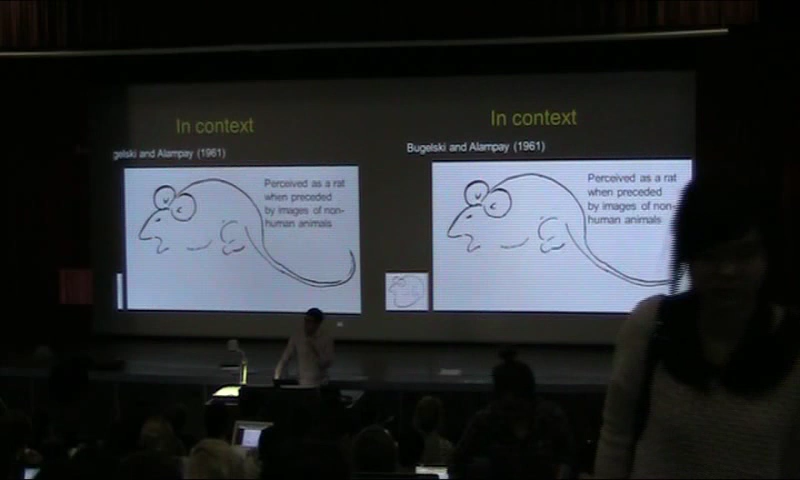 In context
gelski and Alampay (1961)
Perceived as a rat
when preceded
by images of non-
human animals
In context
Bugelski and Alampay (1961)
Perceived as a rat
when preceded
by images of non-
human animals